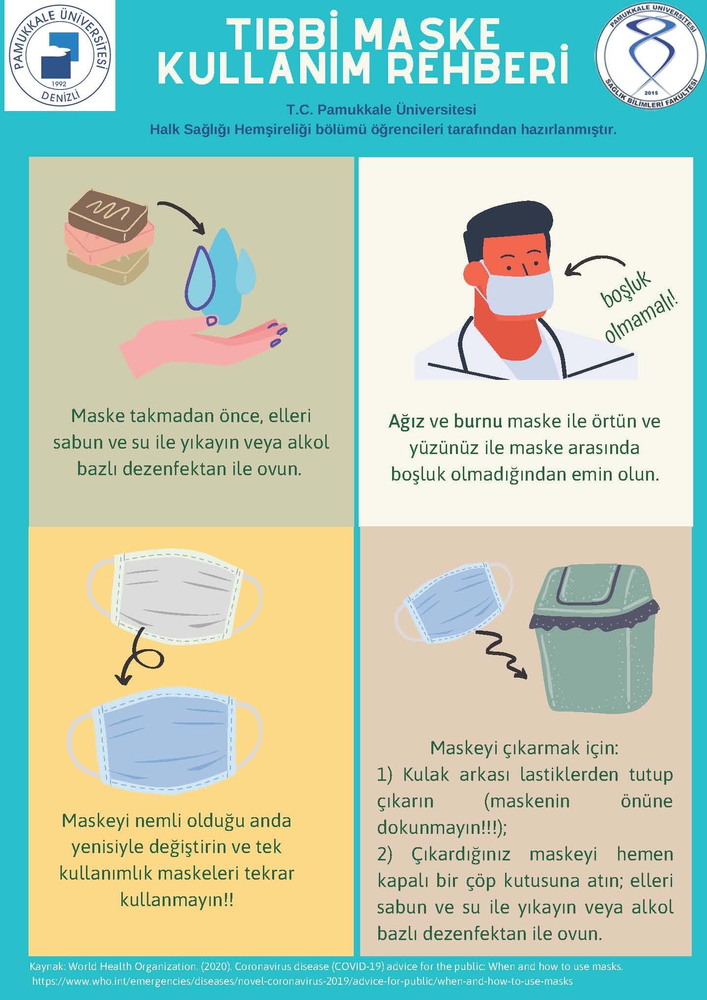 PAMUKKALE ÜNİVERSİTESİ
1992
DENİZLİ
TIBBİ MASKE
KULLANIM REHBERİ
PAMUKKALE ÜNİVERSİTESİ
2015
SAĞLIK BİLİMLERİ FAKÜLTESİ
T.C. Pamukkale Üniversitesi
Halk Sağlığı Hemşireliği bölümü öğrencileri tarafından hazırlanmıştır.
Maske takmadan önce, elleri
sabun ve su ile yıkayın veya alkol
bazlı dezenfektan ile ovun.
boşluk
olmamalı!
Ağız ve burnu maske ile örtün ve
yüzünüz ile maske arasında
boşluk olmadığından emin olun.
Maskeyi nemli olduğu anda
yenisiyle değiştirin ve tek
kullanımlık maskeleri tekrar
kullanmayın!!
Maskeyi çıkarmak için:
1) Kulak arkası lastiklerden tutup
çıkarın (maskenin önüne
dokunmayın!!!);
2) Çıkardığınız maskeyi hemen
kapalı bir çöp kutusuna atın; elleri
sabun ve su ile yıkayın veya alkol
bazlı dezenfektan ile ovun.
Kaynak: World Health Organization. (2020). Coronavirus disease (COVID-19) advice for the public: When and how to use masks.
https://www.who.int/emergencies/diseases/novel-coronavirus-2019/advice-for-public/when-and-how-to-use-masks